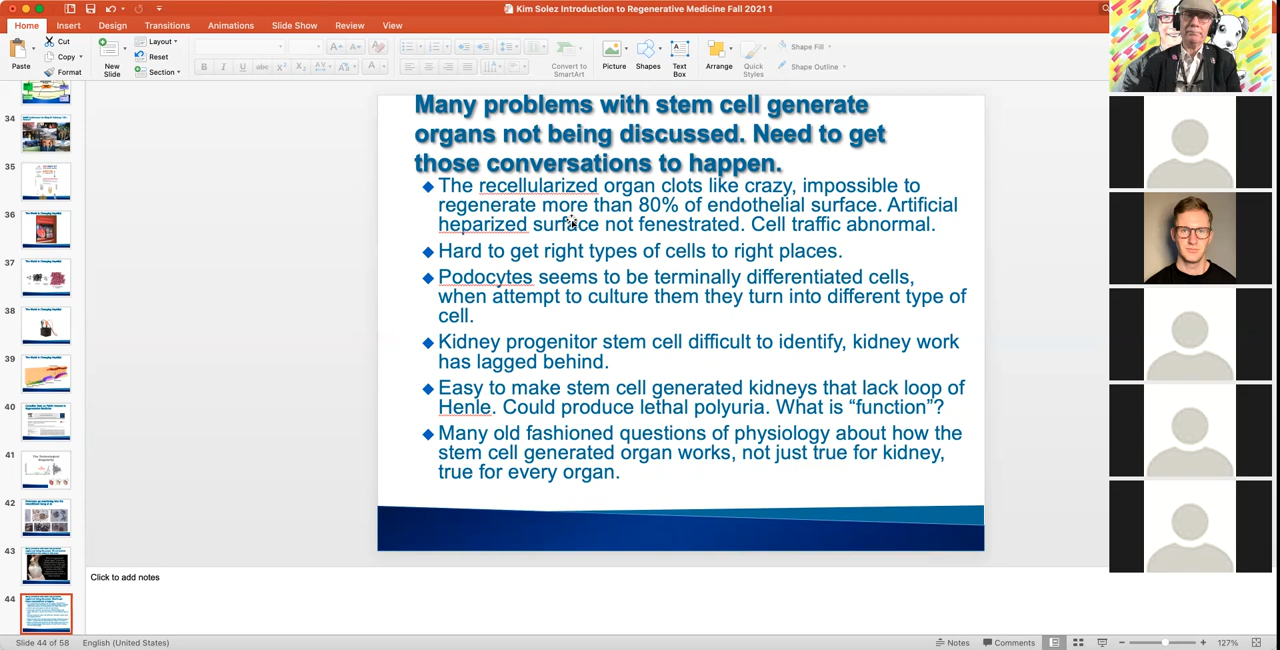 Kim Solez Introduction to Regenerative Medicine Fall 2021 1
Home Insert Design Transitions Animations Slide Show Review View
Paste
Cut
Copy
Format
New
Slide
Layout
Reset
Section
B I U abc X² X₂ AV Aa A
Convert to
SmartArt
Picture
Shapes
Text
Box
Arrange
Quick
Styles
Shape Fill
Shape Outline
34
35
36
37
38
39
40
41
42
43
44
Many problems with stem cell generate
organs not being discussed. Need to get
those conversations to happen.
The recellularized organ clots like crazy, impossible to
regenerate more than 80% of endothelial surface. Artificial
heparized surface not fenestrated. Cell traffic abnormal.
Hard to get right types of cells to right places.
Podocytes seems to be terminally differentiated cells,
when attempt to culture them they turn into different type of
cell.
Kidney progenitor stem cell difficult to identify, kidney work
has lagged behind.
Easy to make stem cell generated kidneys that lack loop of
Henle. Could produce lethal polyuria. What is “function”?
Many old fashioned questions of physiology about how the
stem cell generated organ works, not just true for kidney,
true for every organ.
Click to add notes
Slide 44 of 58 English (United States) Notes Comments 127%